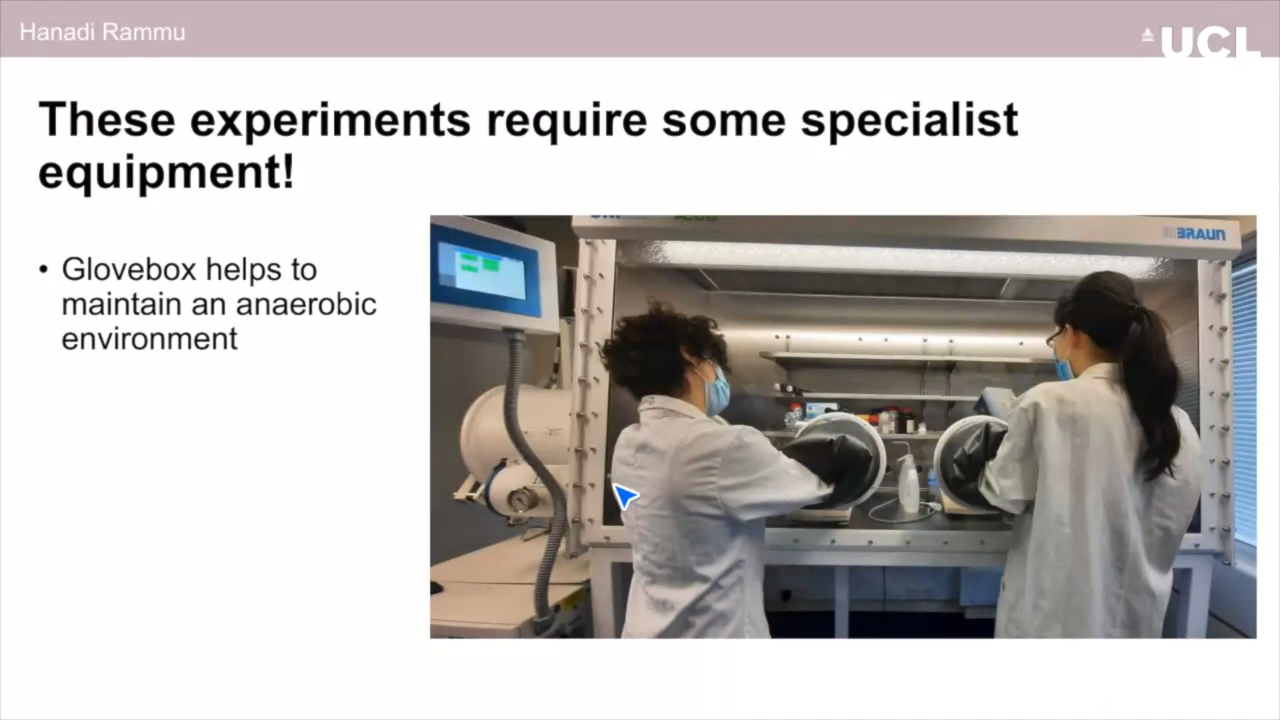 Hanadi Rammu
UCL
These experiments require some specialist
equipment!
• Glovebox helps to
maintain an anaerobic
environment
BRAUN